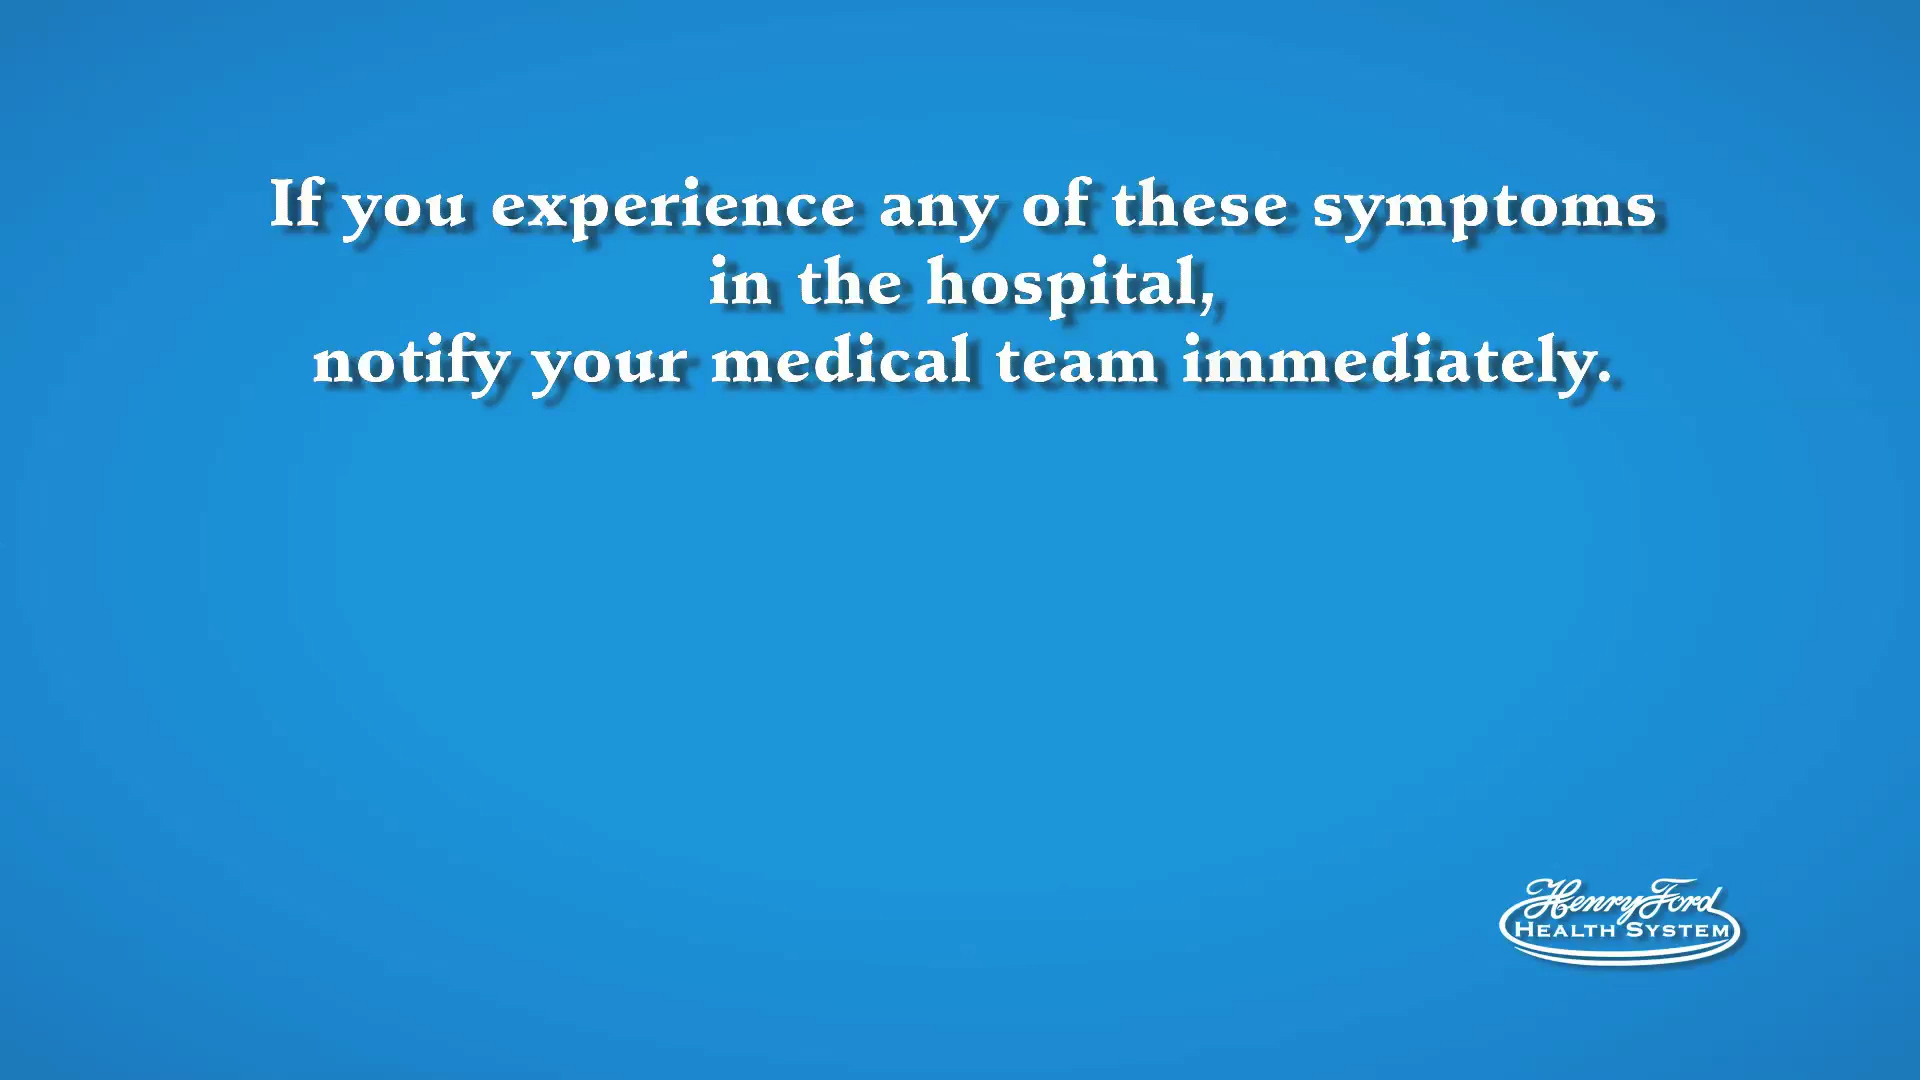 If you experience any of these symptoms
in the hospital,
notify your medical team immediately.
Henry Ford
HEALTH SYSTEM